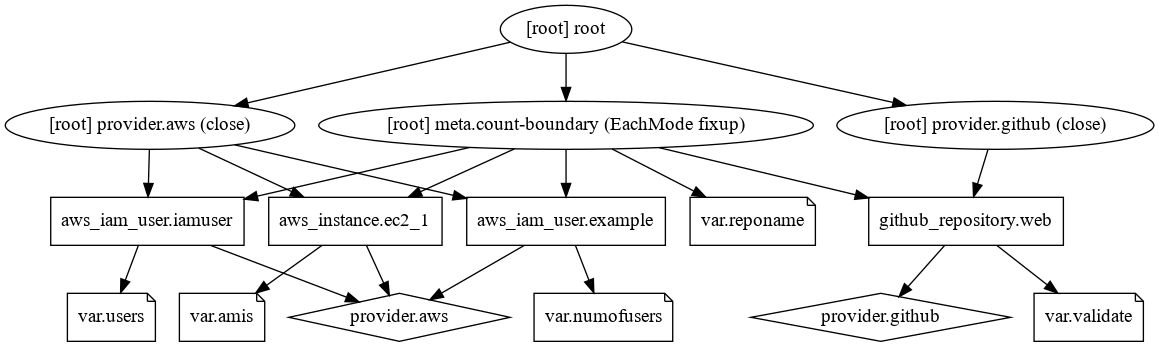 [root] root
[root] provider.aws (close)
[root] meta.count-boundary (EachMode fixup)
[root] provider.github (close)
aws_iam_user.iamuser
aws_instance.ec2_1
aws_iam_user.example
var.reponame
github_repository.web
var.users
var.amis
provider.aws
var.numofusers
provider.github
var.validate